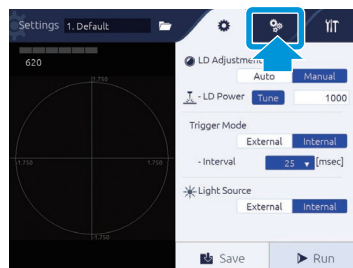 Settings 1. Default
620
1.750
-1.750 1.750
-1.750
LD Adjustment
Auto Manual
- LD Power Tune 1000
Trigger Mode
External Internal
- Interval 25 [msec]
Light Source
External Internal
Save Run